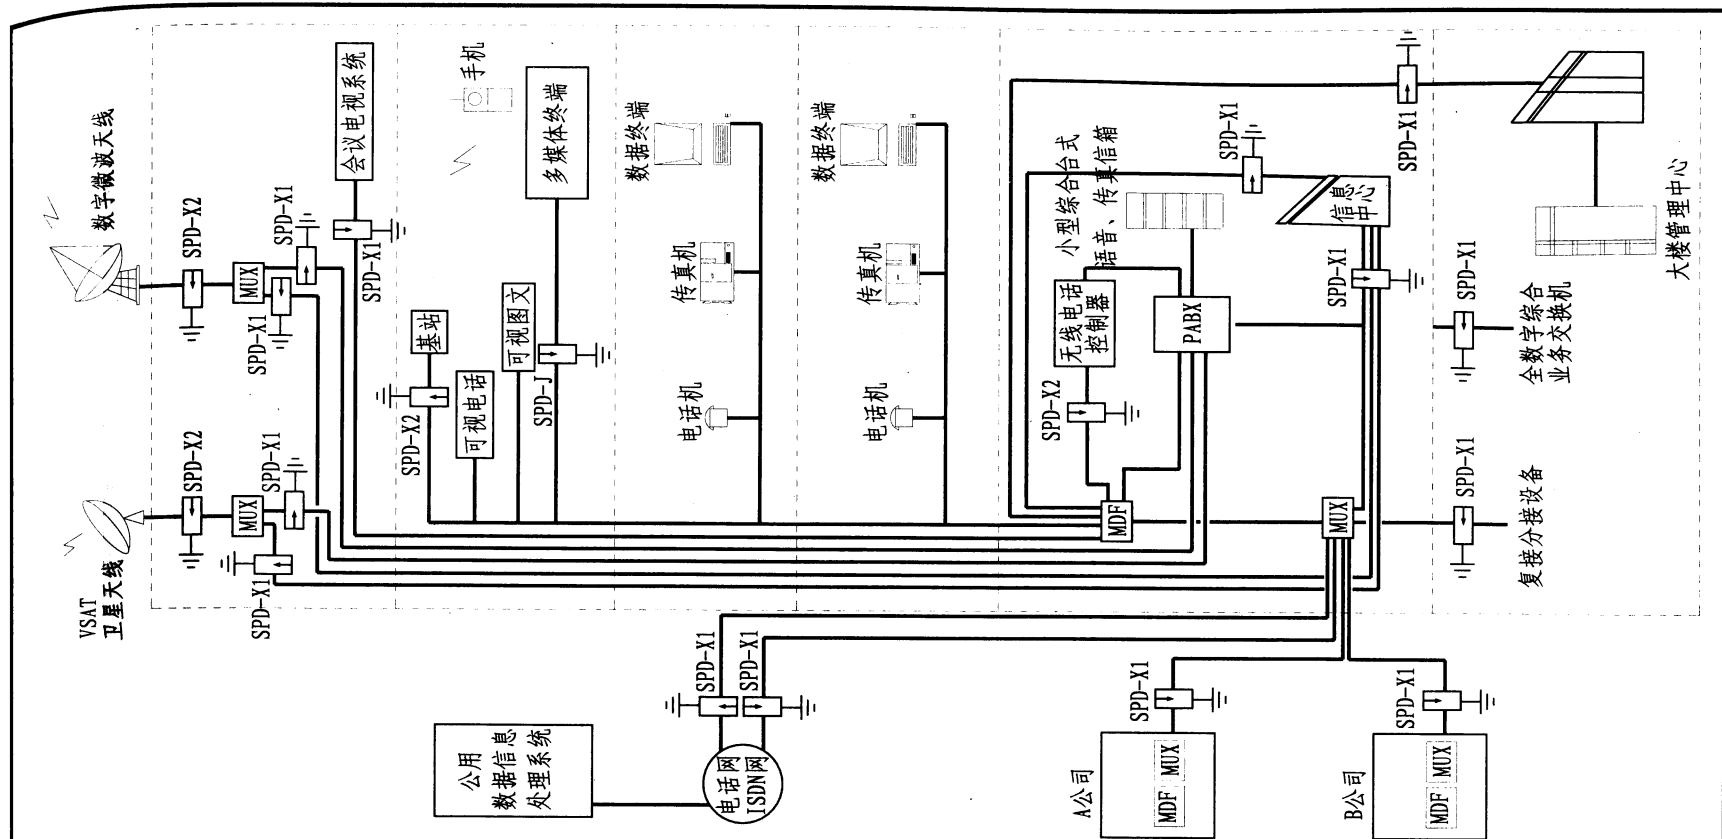 VSAT
卫星天线
数字微波天线
SPD-X2
SPD-X2
MUX
MUX
SPD-X1
SPD-X1
SPD-X1
SPD-X1
会议电视系统
SPD-X1
手机
多媒体终端
基站
可视图文
可视电话
SPD-X2
SPD-J
数据终端
传真机
电话机
数据终端
传真机
电话机
小型综合台式
语音、传真信箱
无线电话
控制器
PABX
SPD-X2
MDF
MUX
信息
中心
SPD-X1
SPD-X1
SPD-X1
大楼管理中心
SPD-X1
全数字综合
业务交换机
SPD-X1
复接分接设备
公用
数据信息
处理系统
电话网
ISDN网
SPD-X1
SPD-X1
SPD-X1
A公司
MDF
MUX
SPD-X1
B公司
MDF
MUX